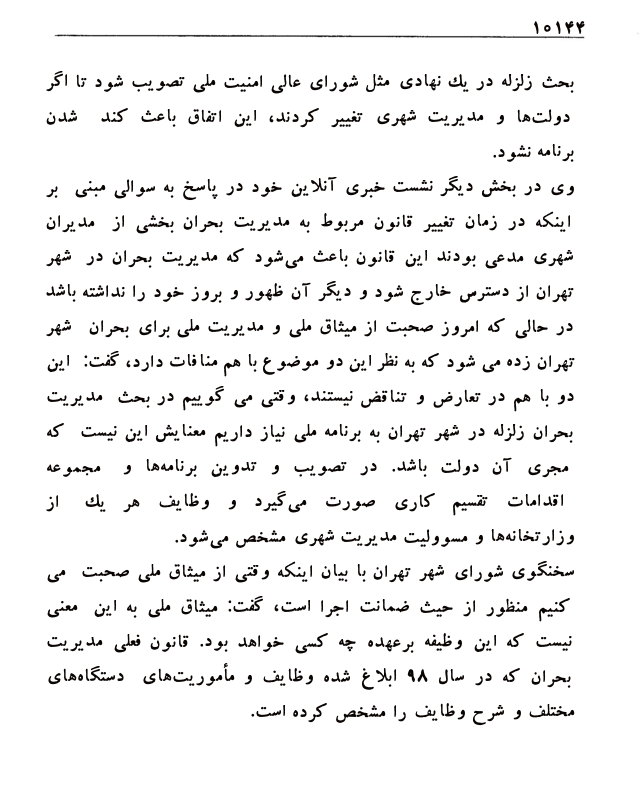 ۱۰۱۴۴
بحث زلزله در یك نهادی مثل شورای عالی امنیت ملی تصویب شود تا اگر
دولت‌ها و مدیریت شهری تغییر کردند، این اتفاق باعث کند شدن
برنامه نشود.
وی در بخش دیگر نشست خبری آنلاین خود در پاسخ به سوالی مبنی بر
اینکه در زمان تغییر قانون مربوط به مدیریت بحران بخشی از مدیران
شهری مدعی بودند این قانون باعث می‌شود که مدیریت بحران در شهر
تهران از دسترس خارج شود و دیگر آن ظهور و بروز خود را نداشته باشد
در حالی که امروز صحبت از میثاق ملی و مدیریت ملی برای بحران شهر
تهران زده می شود که به نظر این دو موضوع با هم منافات دارد، گفت: این
دو با هم در تعارض و تناقض نیستند، وقتی می گوییم در بحث مدیریت
بحران زلزله در شهر تهران به برنامه ملی نیاز داریم معنایش این نیست که
مجری آن دولت باشد. در تصویب و تدوین برنامه‌ها و مجموعه
اقدامات تقسیم کاری صورت می‌گیرد و وظایف هر یك از
وزارتخانه‌ها و مسوولیت مدیریت شهری مشخص می‌شود.
سخنگوی شورای شهر تهران با بیان اینکه وقتی از میثاق ملی صحبت می
کنیم منظور از حیث ضمانت اجرا است، گفت: میثاق ملی به این معنی
نیست که این وظیفه برعهده چه کسی خواهد بود. قانون فعلی مدیریت
بحران که در سال ۹۸ ابلاغ شده وظایف و مأموریت‌های دستگاه‌های
مختلف و شرح وظایف را مشخص کرده است.